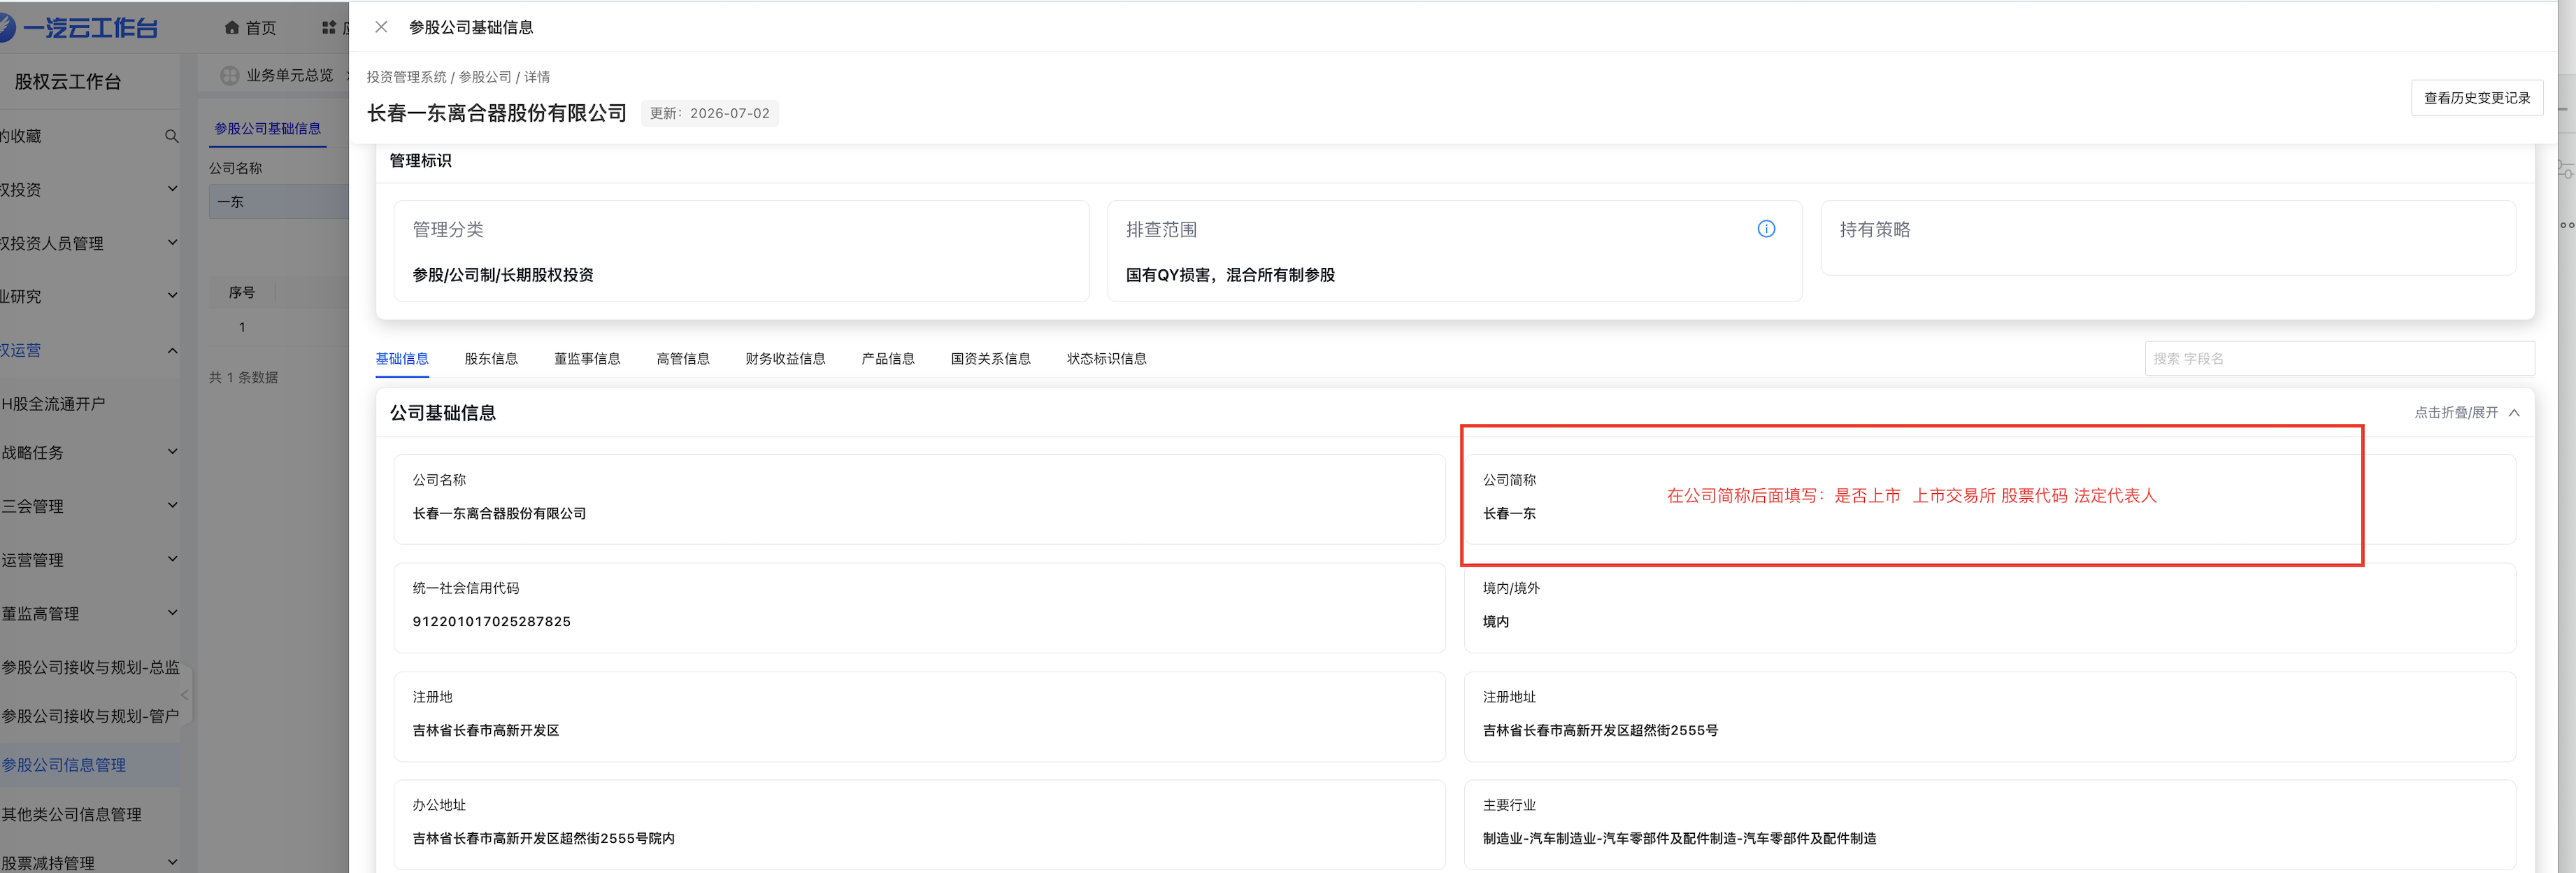 一汽云工作台
首页
参股公司基础信息
股权云工作台
业务单元总览
投资管理系统 / 参股公司 / 详情
长春一东离合器股份有限公司 更新：2026-07-02
查看历史变更记录
的收藏
权投资
权投资人员管理
业研究
权运营
H股全流通开户
战略任务
三会管理
运营管理
董监高管理
参股公司接收与规划-总监
参股公司接收与规划-管户
参股公司信息管理
其他类公司信息管理
股票减持管理
参股公司基础信息
公司名称
一东
序号
1
共 1 条数据
管理标识
管理分类
参股/公司制/长期股权投资
排查范围
国有QY损害，混合所有制参股
持有策略
基础信息 股东信息 董监事信息 高管信息 财务收益信息 产品信息 国资关系信息 状态标识信息
搜索 字段名
公司基础信息
点击折叠/展开
公司名称
长春一东离合器股份有限公司
公司简称
长春一东
在公司简称后面填写：是否上市 上市交易所 股票代码 法定代表人
统一社会信用代码
912201017025287825
境内/境外
境内
注册地
吉林省长春市高新开发区
注册地址
吉林省长春市高新开发区超然街2555号
办公地址
吉林省长春市高新开发区超然街2555号院内
主要行业
制造业-汽车制造业-汽车零部件及配件制造-汽车零部件及配件制造